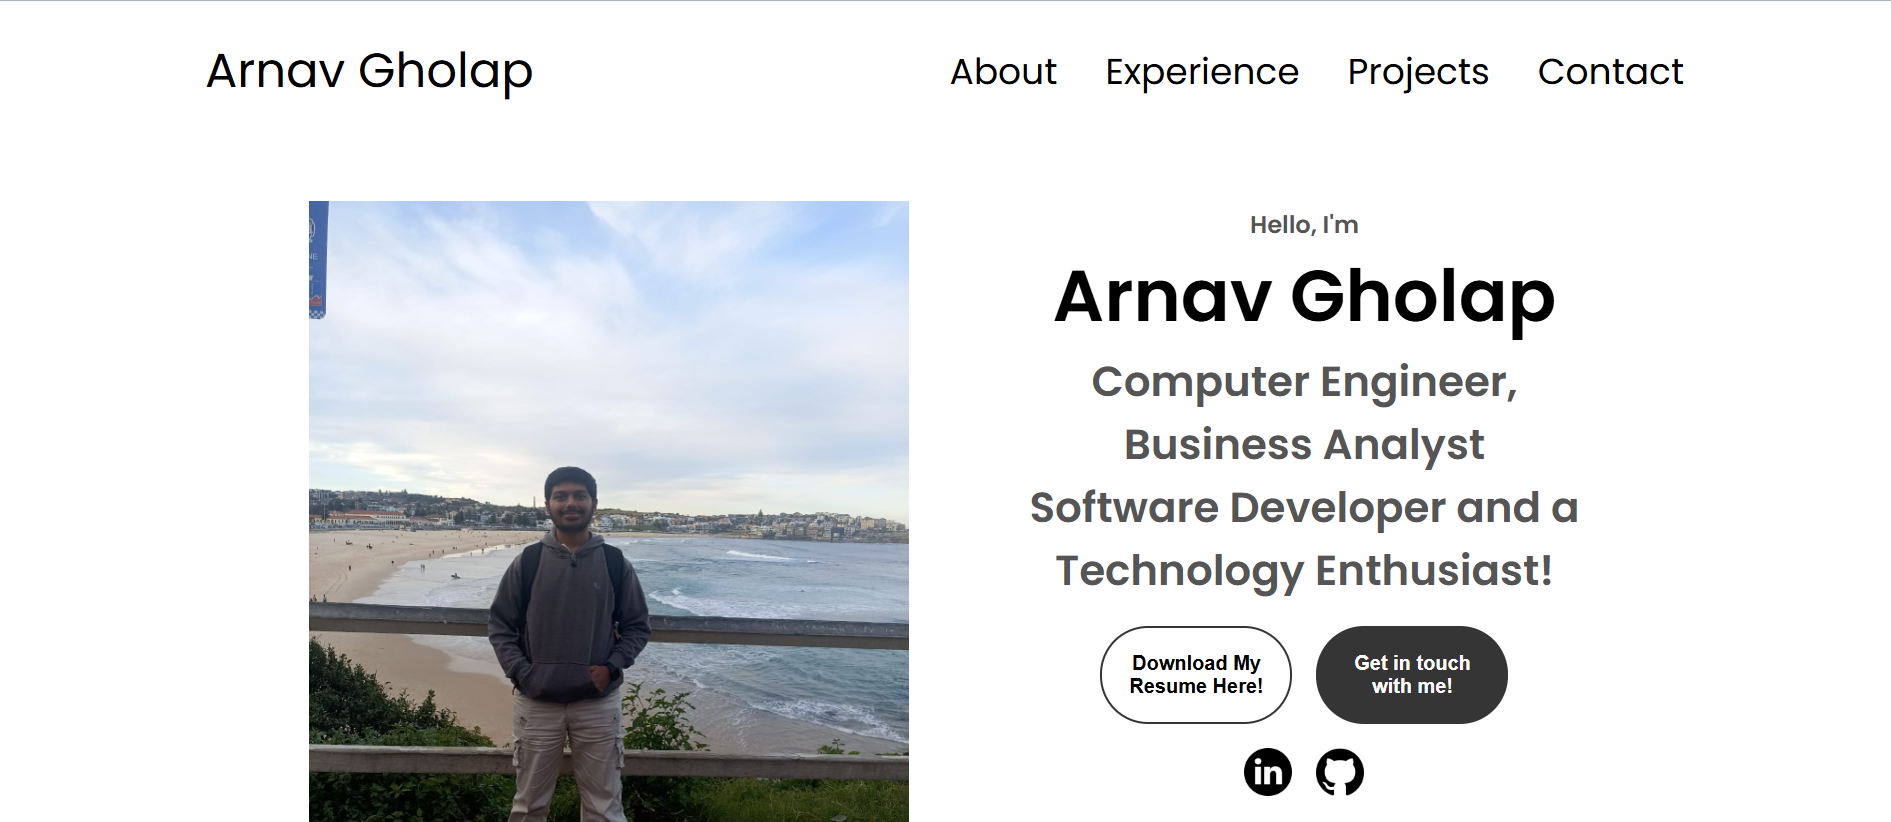 Arnav Gholap
About Experience Projects Contact
Hello, I'm
Arnav Gholap
Computer Engineer,
Business Analyst
Software Developer and a
Technology Enthusiast!
Download My
Resume Here!
Get in touch
with me!
in